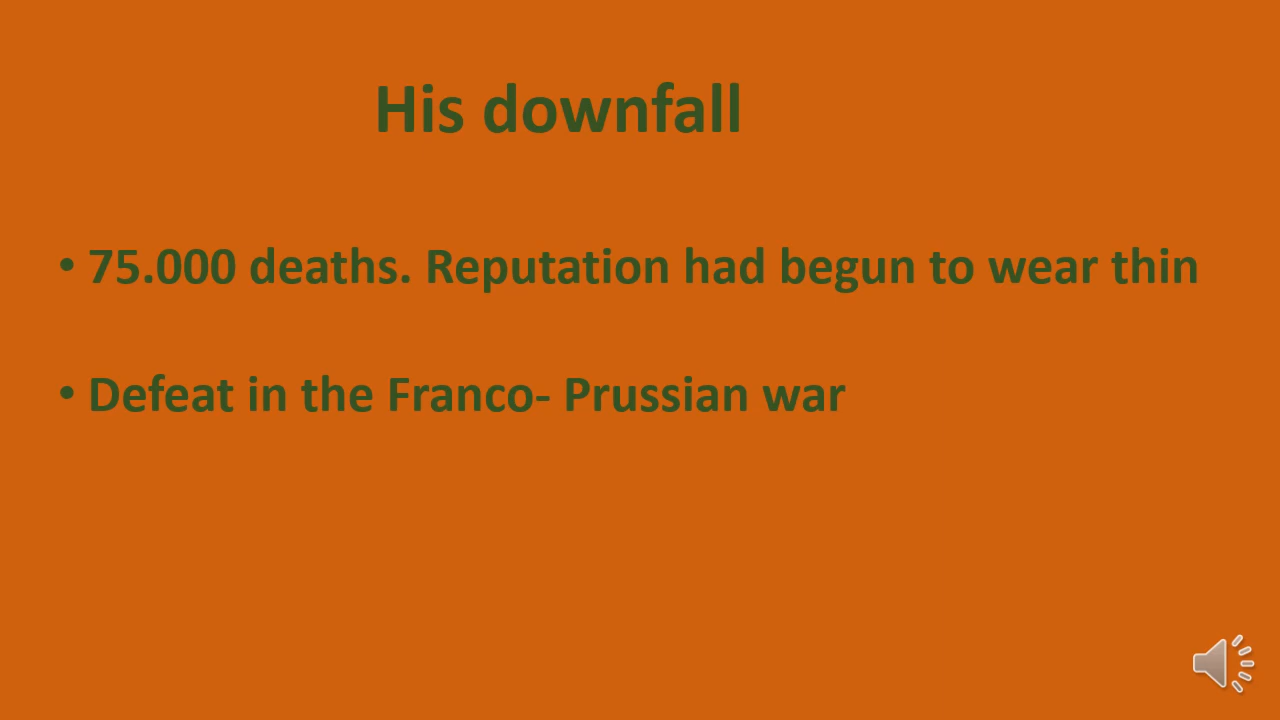 His downfall
• 75.000 deaths. Reputation had begun to wear thin
• Defeat in the Franco- Prussian war